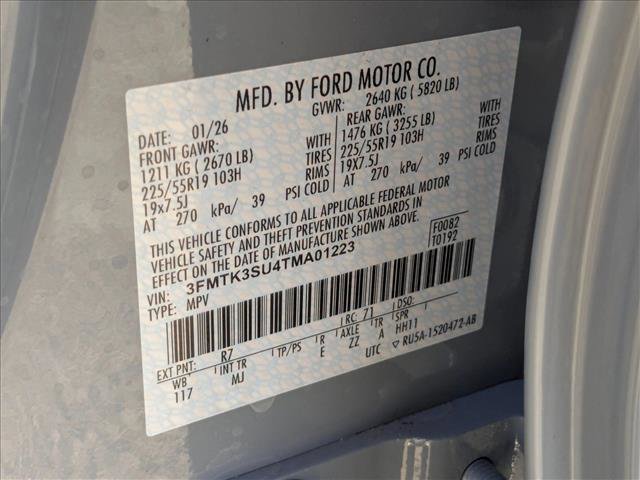 MFD. BY FORD MOTOR CO.
DATE: 01/26 GVWR: 2640 KG ( 5820 LB)
FRONT GAWR: REAR GAWR:
1211 KG ( 2670 LB) WITH 1476 KG ( 3255 LB) WITH
225/55R19 103H TIRES 225/55R19 103H TIRES
19x7.5J RIMS 19x7.5J RIMS
AT 270 kPa/ 39 PSI COLD AT 270 kPa/ 39 PSI COLD
THIS VEHICLE CONFORMS TO ALL APPLICABLE FEDERAL MOTOR
VEHICLE SAFETY AND THEFT PREVENTION STANDARDS IN
EFFECT ON THE DATE OF MANUFACTURE SHOWN ABOVE.
F0082
T0192
VIN: 3FMTK3SU4TMA01223
TYPE: MPV
EXT PNT: R7 RC: 71 DSO:
WB INT TR TP/PS R AXLE TR SPR
117 MJ E ZZ A HH11
UTC ▽ RU5A-1520472-AB